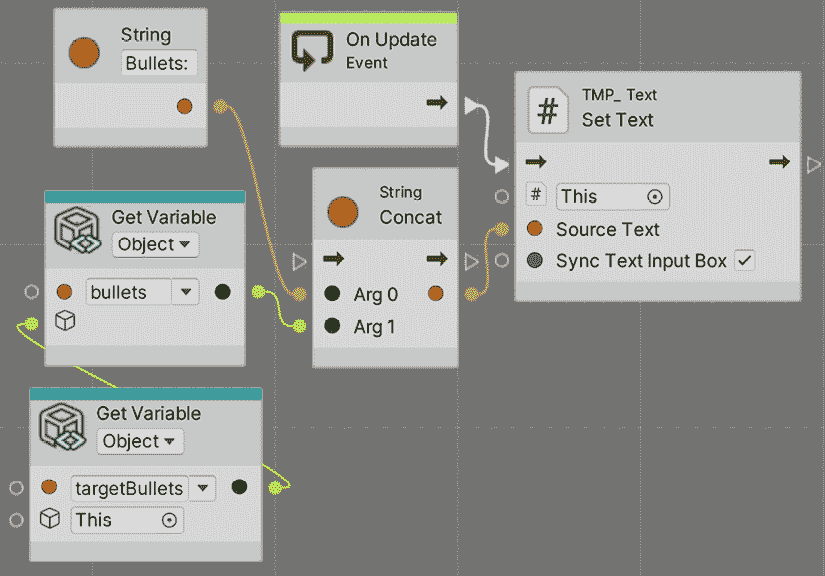 String
Bullets:
On Update
Event
TMP_ Text
Set Text
This
Source Text
Sync Text Input Box
String
Concat
Arg 0
Arg 1
Get Variable
Object
bullets
Get Variable
Object
targetBullets
This